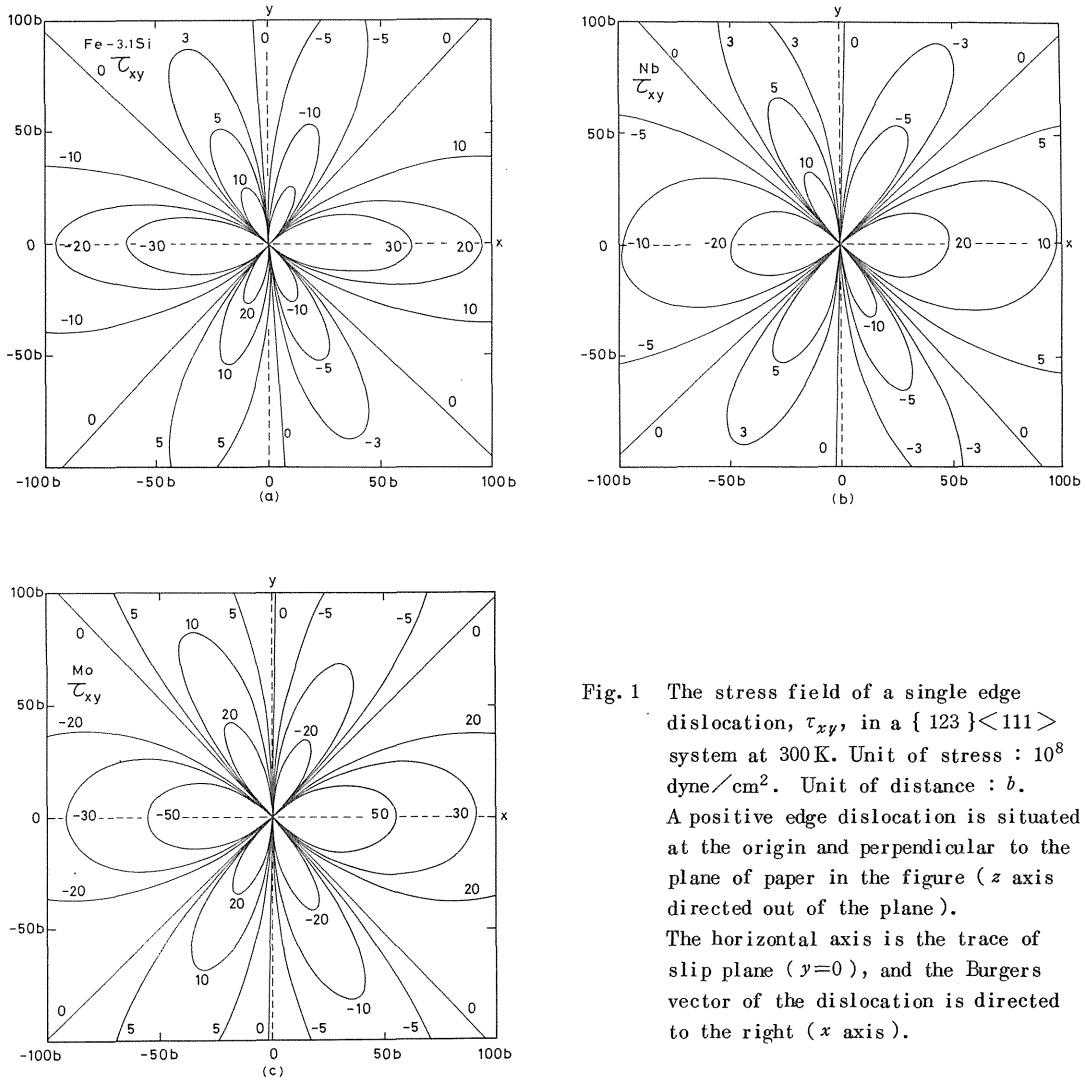 y
100b
Fe-3.1Si
τxy
3
0
-5
-5
0
0
5
-10
50b
-10
10
10
0
-20
-30
30
20
x
-10
20
-10
10
-50b
10
-5
0
5
5
0
-3
0
-100b
-50b
0
50b
100b
(a)
y
100b
Nb
τxy
0
3
3
0
-3
0
5
-5
50b
-5
10
5
0
-10
-20
20
10
x
-10
-50b
-5
5
-5
5
0
3
0
-3
-3
0
-100b
-50b
0
50b
100b
(b)
y
100b
Mo
τxy
0
5
10
5
0
-5
-5
0
50b
-20
20
-20
20
0
-30
-50
50
30
x
-20
20
-20
20
-50b
10
-10
0
5
5
0
-5
-5
0
-100b
-50b
0
50b
100b
(c)
Fig. 1 The stress field of a single edge
dislocation, τxy, in a { 123 }<111>
system at 300K. Unit of stress : 10⁸
dyne/cm². Unit of distance : b.
A positive edge dislocation is situated
at the origin and perpendicular to the
plane of paper in the figure ( z axis
directed out of the plane ).
The horizontal axis is the trace of
slip plane ( y=0 ), and the Burgers
vector of the dislocation is directed
to the right ( x axis ).